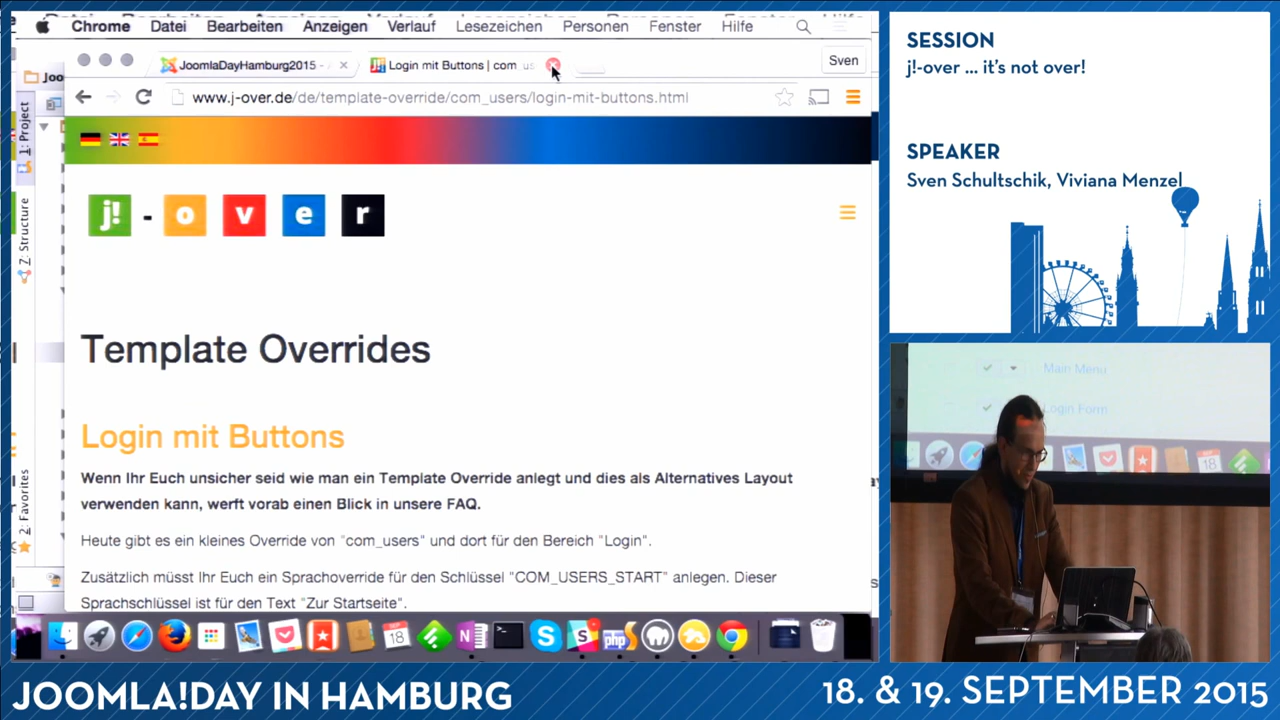 Chrome Datei Bearbeiten Anzeigen Verlauf Lesezeichen Personen Fenster Hilfe
JoomlaDayHamburg2015 -
Login mit Buttons | com_us
Sven
www.j-over.de/de/template-override/com_users/login-mit-buttons.html
Joo
1: Project
Z: Structure
2: Favorites
j! - o v e r
Template Overrides
Login mit Buttons
Wenn Ihr Euch unsicher seid wie man ein Template Override anlegt und dies als Alternatives Layout
verwenden kann, werft vorab einen Blick in unsere FAQ.
Heute gibt es ein kleines Override von "com_users" und dort für den Bereich "Login".
Zusätzlich müsst Ihr Euch ein Sprachoverride für den Schlüssel "COM_USERS_START" anlegen. Dieser
Sprachschlüssel ist für den Text "Zur Startseite".
18
php
SESSION
j!-over ... it's not over!
SPEAKER
Sven Schultschik, Viviana Menzel
Main Menu
Login Form
18
JOOMLA!DAY IN HAMBURG
18. & 19. SEPTEMBER 2015